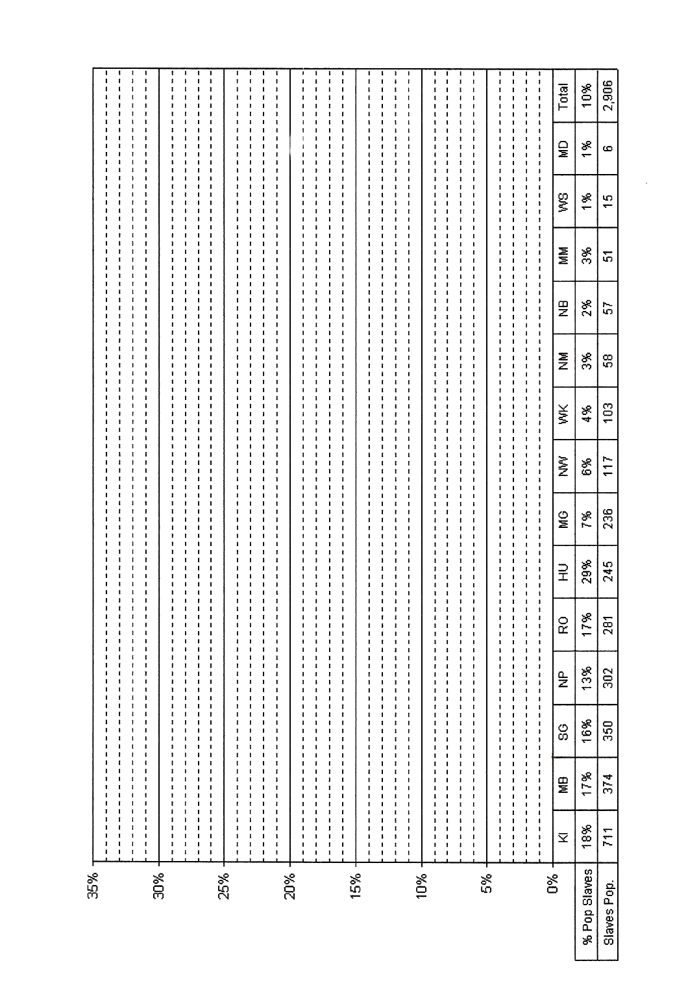 35%
30%
25%
20%
15%
10%
5%
0%
KI MB SG NP RO HU MG NW WK NM NB MM WS MD Total
% Pop Slaves 18% 17% 16% 13% 17% 29% 7% 6% 4% 3% 2% 3% 1% 1% 10%
Slaves Pop. 711 374 350 302 281 245 236 117 103 58 57 51 15 6 2,906